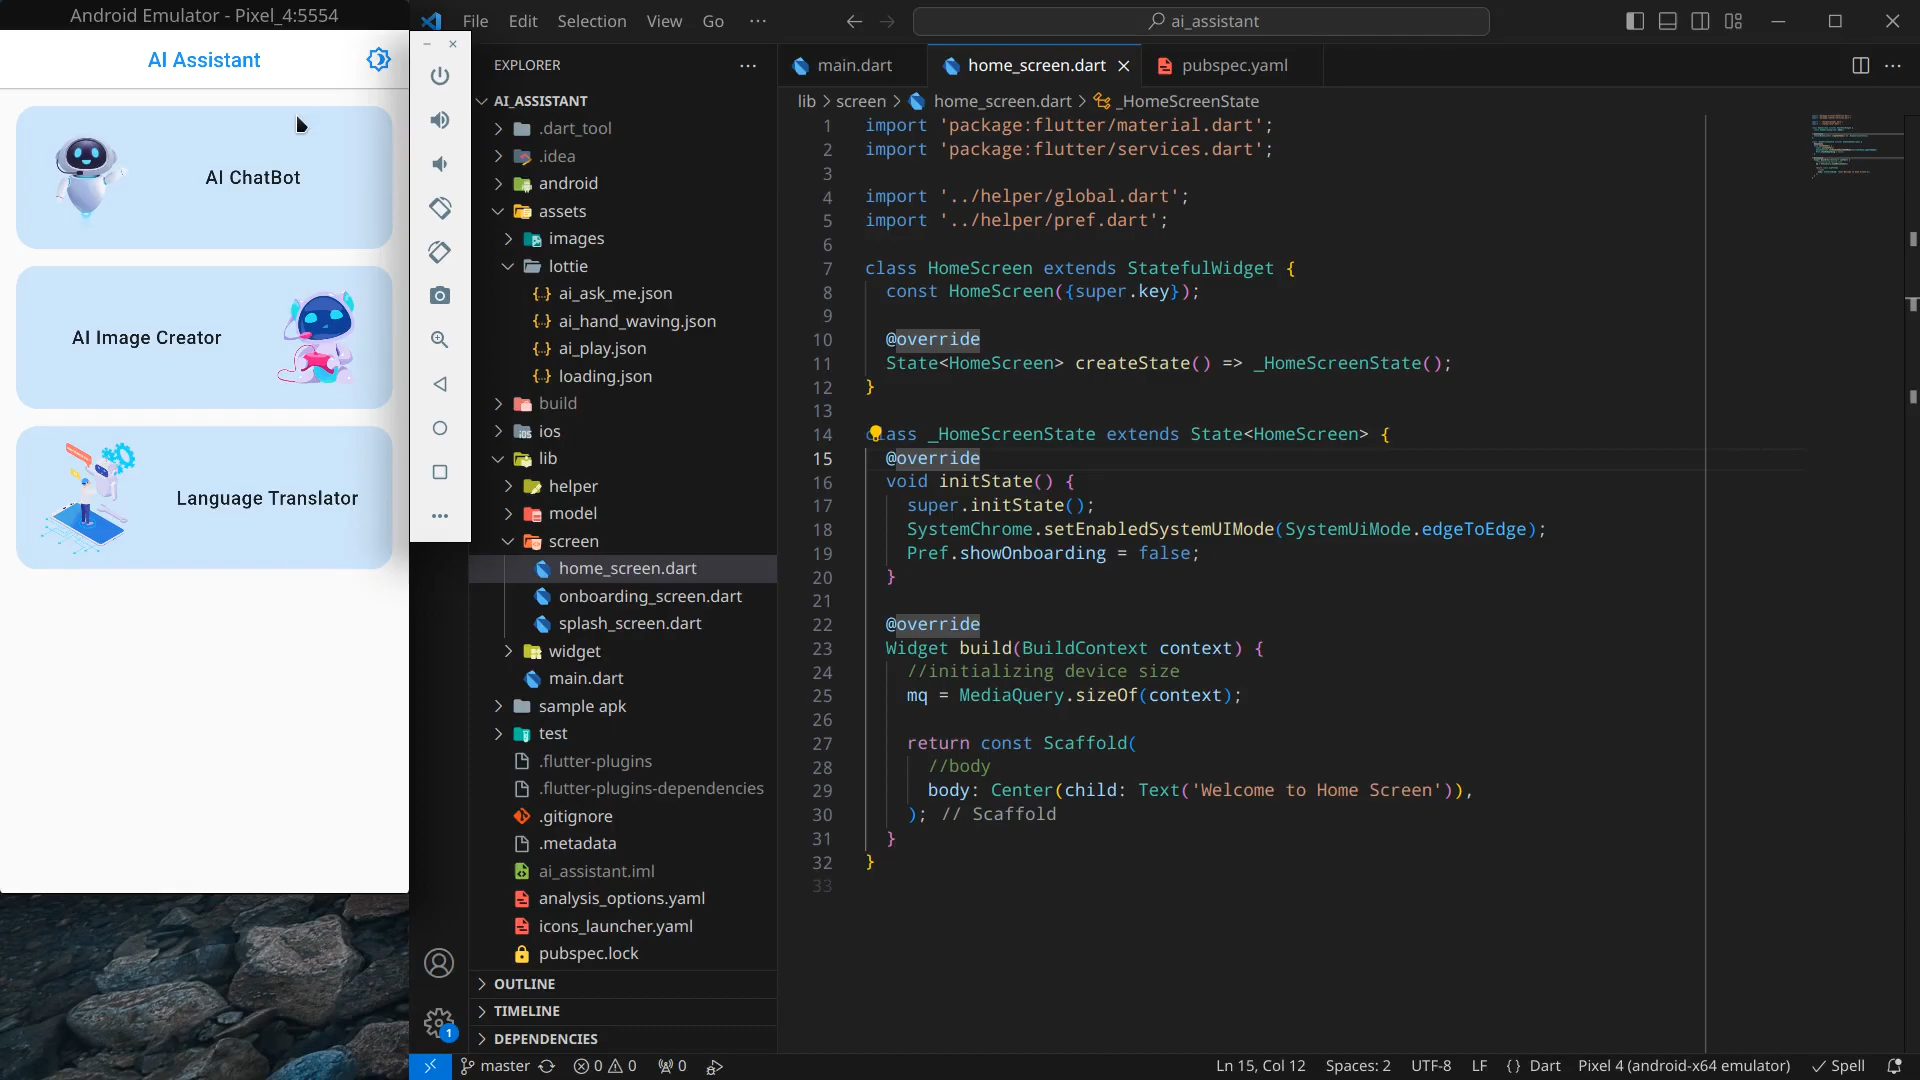 Android Emulator - Pixel_4:5554
AI Assistant
AI ChatBot
AI Image Creator
Language Translator
File Edit Selection View Go ···
ai_assistant
EXPLORER
AI_ASSISTANT
.dart_tool
.idea
android
assets
images
lottie
ai_ask_me.json
ai_hand_waving.json
ai_play.json
loading.json
build
ios
lib
helper
model
screen
home_screen.dart
onboarding_screen.dart
splash_screen.dart
widget
main.dart
sample apk
test
.flutter-plugins
.flutter-plugins-dependencies
.gitignore
.metadata
ai_assistant.iml
analysis_options.yaml
icons_launcher.yaml
pubspec.lock
OUTLINE
TIMELINE
DEPENDENCIES
main.dart home_screen.dart pubspec.yaml
lib > screen > home_screen.dart > _HomeScreenState
1 import 'package:flutter/material.dart';
2 import 'package:flutter/services.dart';
3
4 import '../helper/global.dart';
5 import '../helper/pref.dart';
6
7 class HomeScreen extends StatefulWidget {
8 const HomeScreen({super.key});
9
10 @override
11 State<HomeScreen> createState() => _HomeScreenState();
12 }
13
14 class _HomeScreenState extends State<HomeScreen> {
15 @override
16 void initState() {
17 super.initState();
18 SystemChrome.setEnabledSystemUIMode(SystemUiMode.edgeToEdge);
19 Pref.showOnboarding = false;
20 }
21
22 @override
23 Widget build(BuildContext context) {
24 //initializing device size
25 mq = MediaQuery.sizeOf(context);
26
27 return const Scaffold(
28 //body
29 body: Center(child: Text('Welcome to Home Screen')),
30 ); // Scaffold
31 }
32 }
33
1
master 0 0 0 Ln 15, Col 12 Spaces: 2 UTF-8 LF {} Dart Pixel 4 (android-x64 emulator) Spell